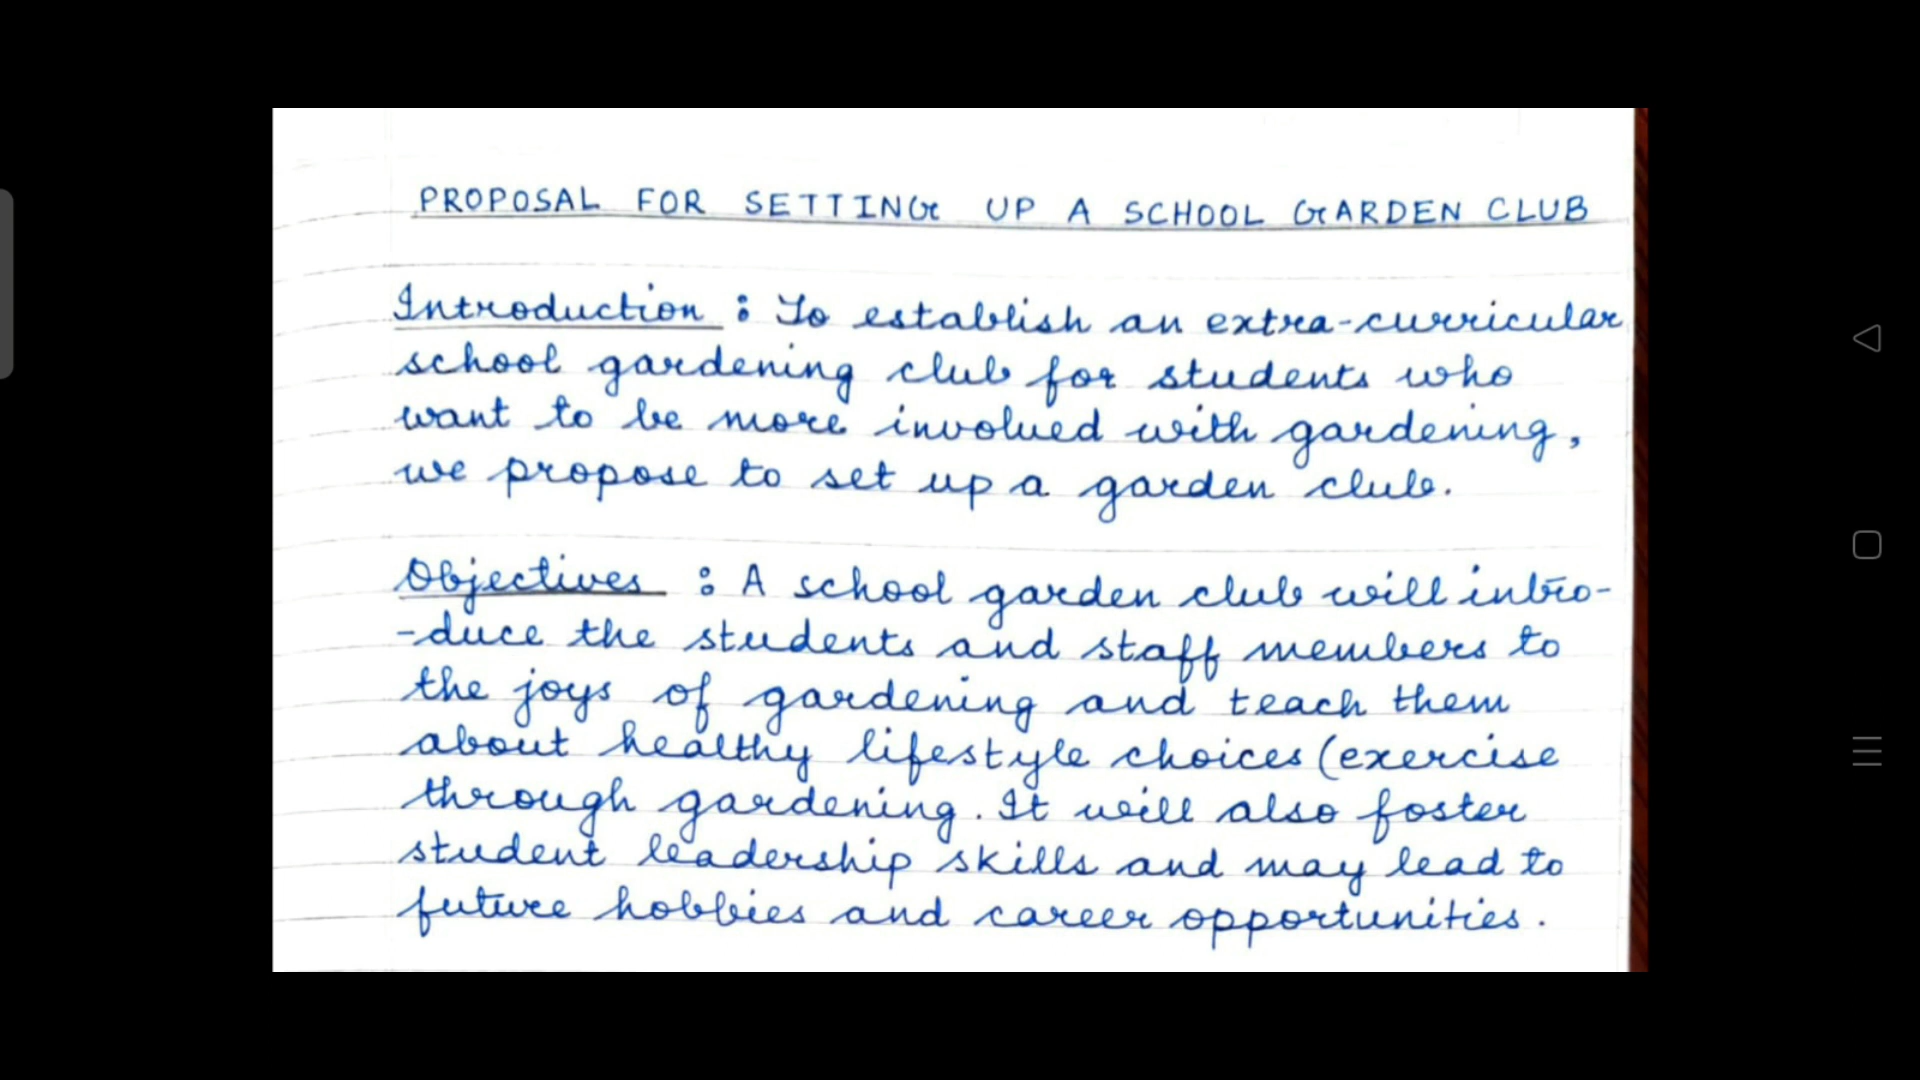 PROPOSAL FOR SETTING UP A SCHOOL GARDEN CLUB
Introduction : To establish an extra-curricular
school gardening club for students who
want to be more involved with gardening,
we propose to set up a garden club.
Objectives : A school garden club will intro-
-duce the students and staff members to
the joys of gardening and teach them
about healthy lifestyle choices (exercise
through gardening. It will also foster
student leadership skills and may lead to
future hobbies and career opportunities.